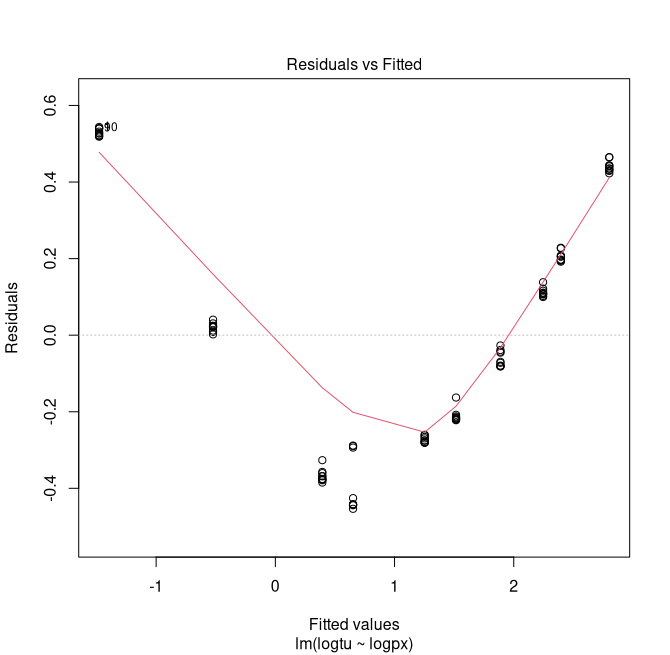 Residuals vs Fitted
0.6
0.4
0.2
0.0
-0.2
-0.4
Residuals
-1
0
1
2
Fitted values
lm(logtu ~ logpx)